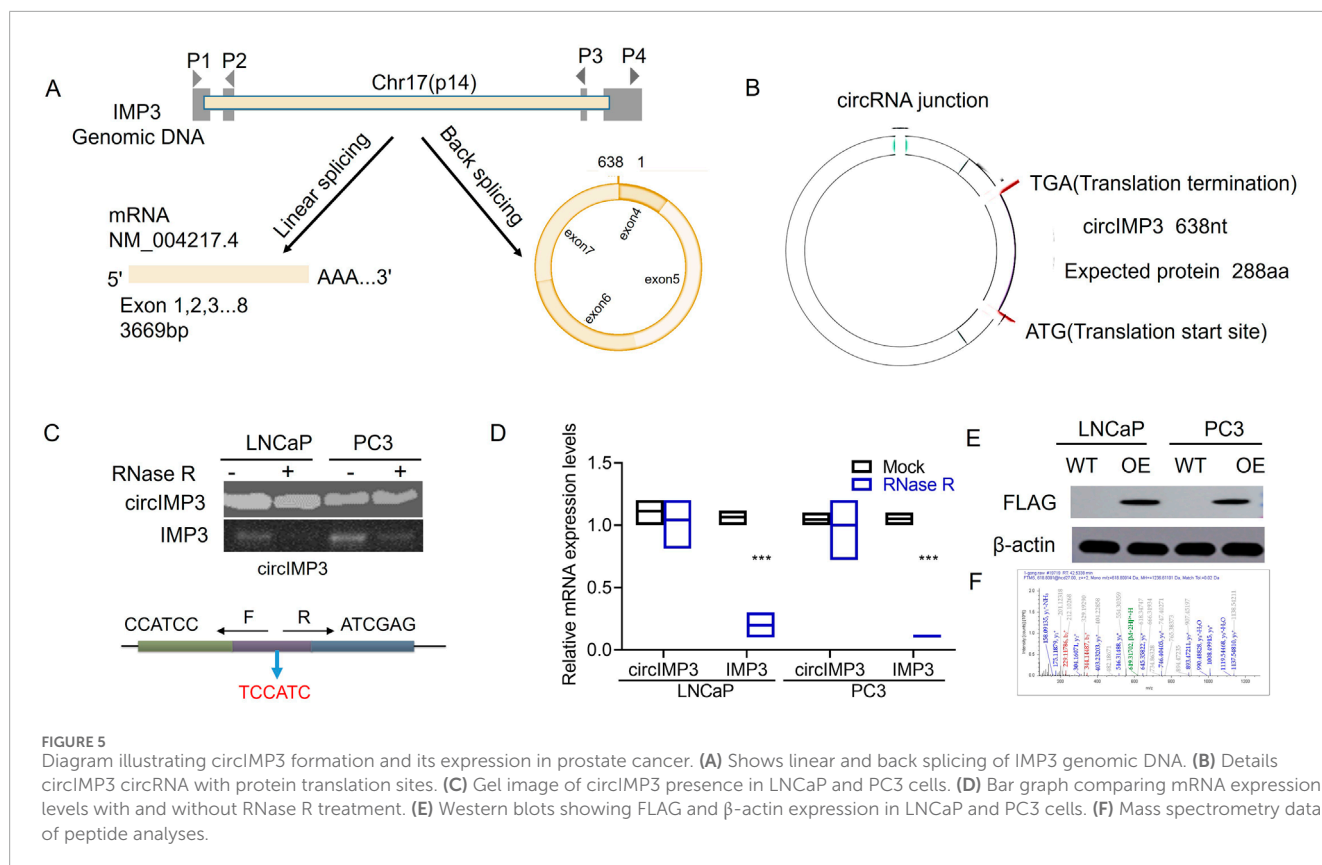 A
P1 P2 P3 P4
Chr17(p14)
IMP3
Genomic DNA
Linear splicing
Back splicing
mRNA
NM_004217.4
5' AAA...3'
Exon 1,2,3...8
3669bp
638 1
exon4
exon5
exon6
exon7
B
circRNA junction
TGA(Translation termination)
circIMP3 638nt
Expected protein 288aa
ATG(Translation start site)
C
LNCaP PC3
RNase R - + - +
circIMP3
IMP3
circIMP3
F R
CCATCC ATCGAG
TCCATC
D
Relative mRNA expression levels
1.5
1.0
0.5
0.0
Mock
RNase R
*** ***
circIMP3 IMP3 circIMP3 IMP3
LNCaP PC3
E
LNCaP PC3
WT OE WT OE
FLAG
β-actin
F
FIGURE 5
Diagram illustrating circIMP3 formation and its expression in prostate cancer. (A) Shows linear and back splicing of IMP3 genomic DNA. (B) Details
circIMP3 circRNA with protein translation sites. (C) Gel image of circIMP3 presence in LNCaP and PC3 cells. (D) Bar graph comparing mRNA expression
levels with and without RNase R treatment. (E) Western blots showing FLAG and β-actin expression in LNCaP and PC3 cells. (F) Mass spectrometry data
of peptide analyses.